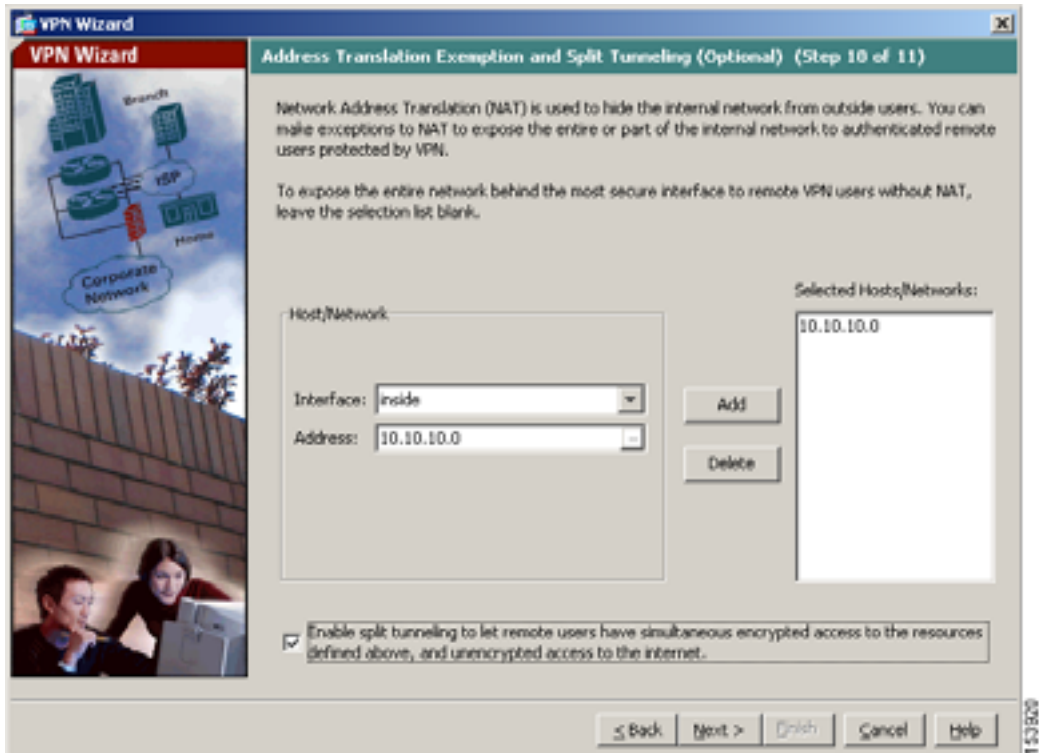 VPN Wizard
VPN Wizard
Branch
ISP
Home
Corporate
Network
Address Translation Exemption and Split Tunneling (Optional) (Step 10 of 11)
Network Address Translation (NAT) is used to hide the internal network from outside users. You can
make exceptions to NAT to expose the entire or part of the internal network to authenticated remote
users protected by VPN.
To expose the entire network behind the most secure interface to remote VPN users without NAT,
leave the selection list blank.
Host/Network
Interface: inside
Address: 10.10.10.0
...
Add
Delete
Selected Hosts/Networks:
10.10.10.0
Enable split tunneling to let remote users have simultaneous encrypted access to the resources
defined above, and unencrypted access to the internet.
< Back Next > Finish Cancel Help
153920